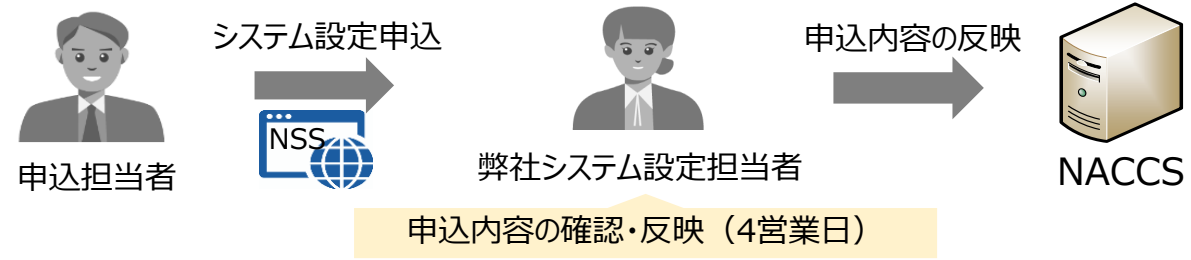 システム設定申込
申込内容の反映
NSS
申込担当者
弊社システム設定担当者
NACCS
申込内容の確認・反映（4営業日）